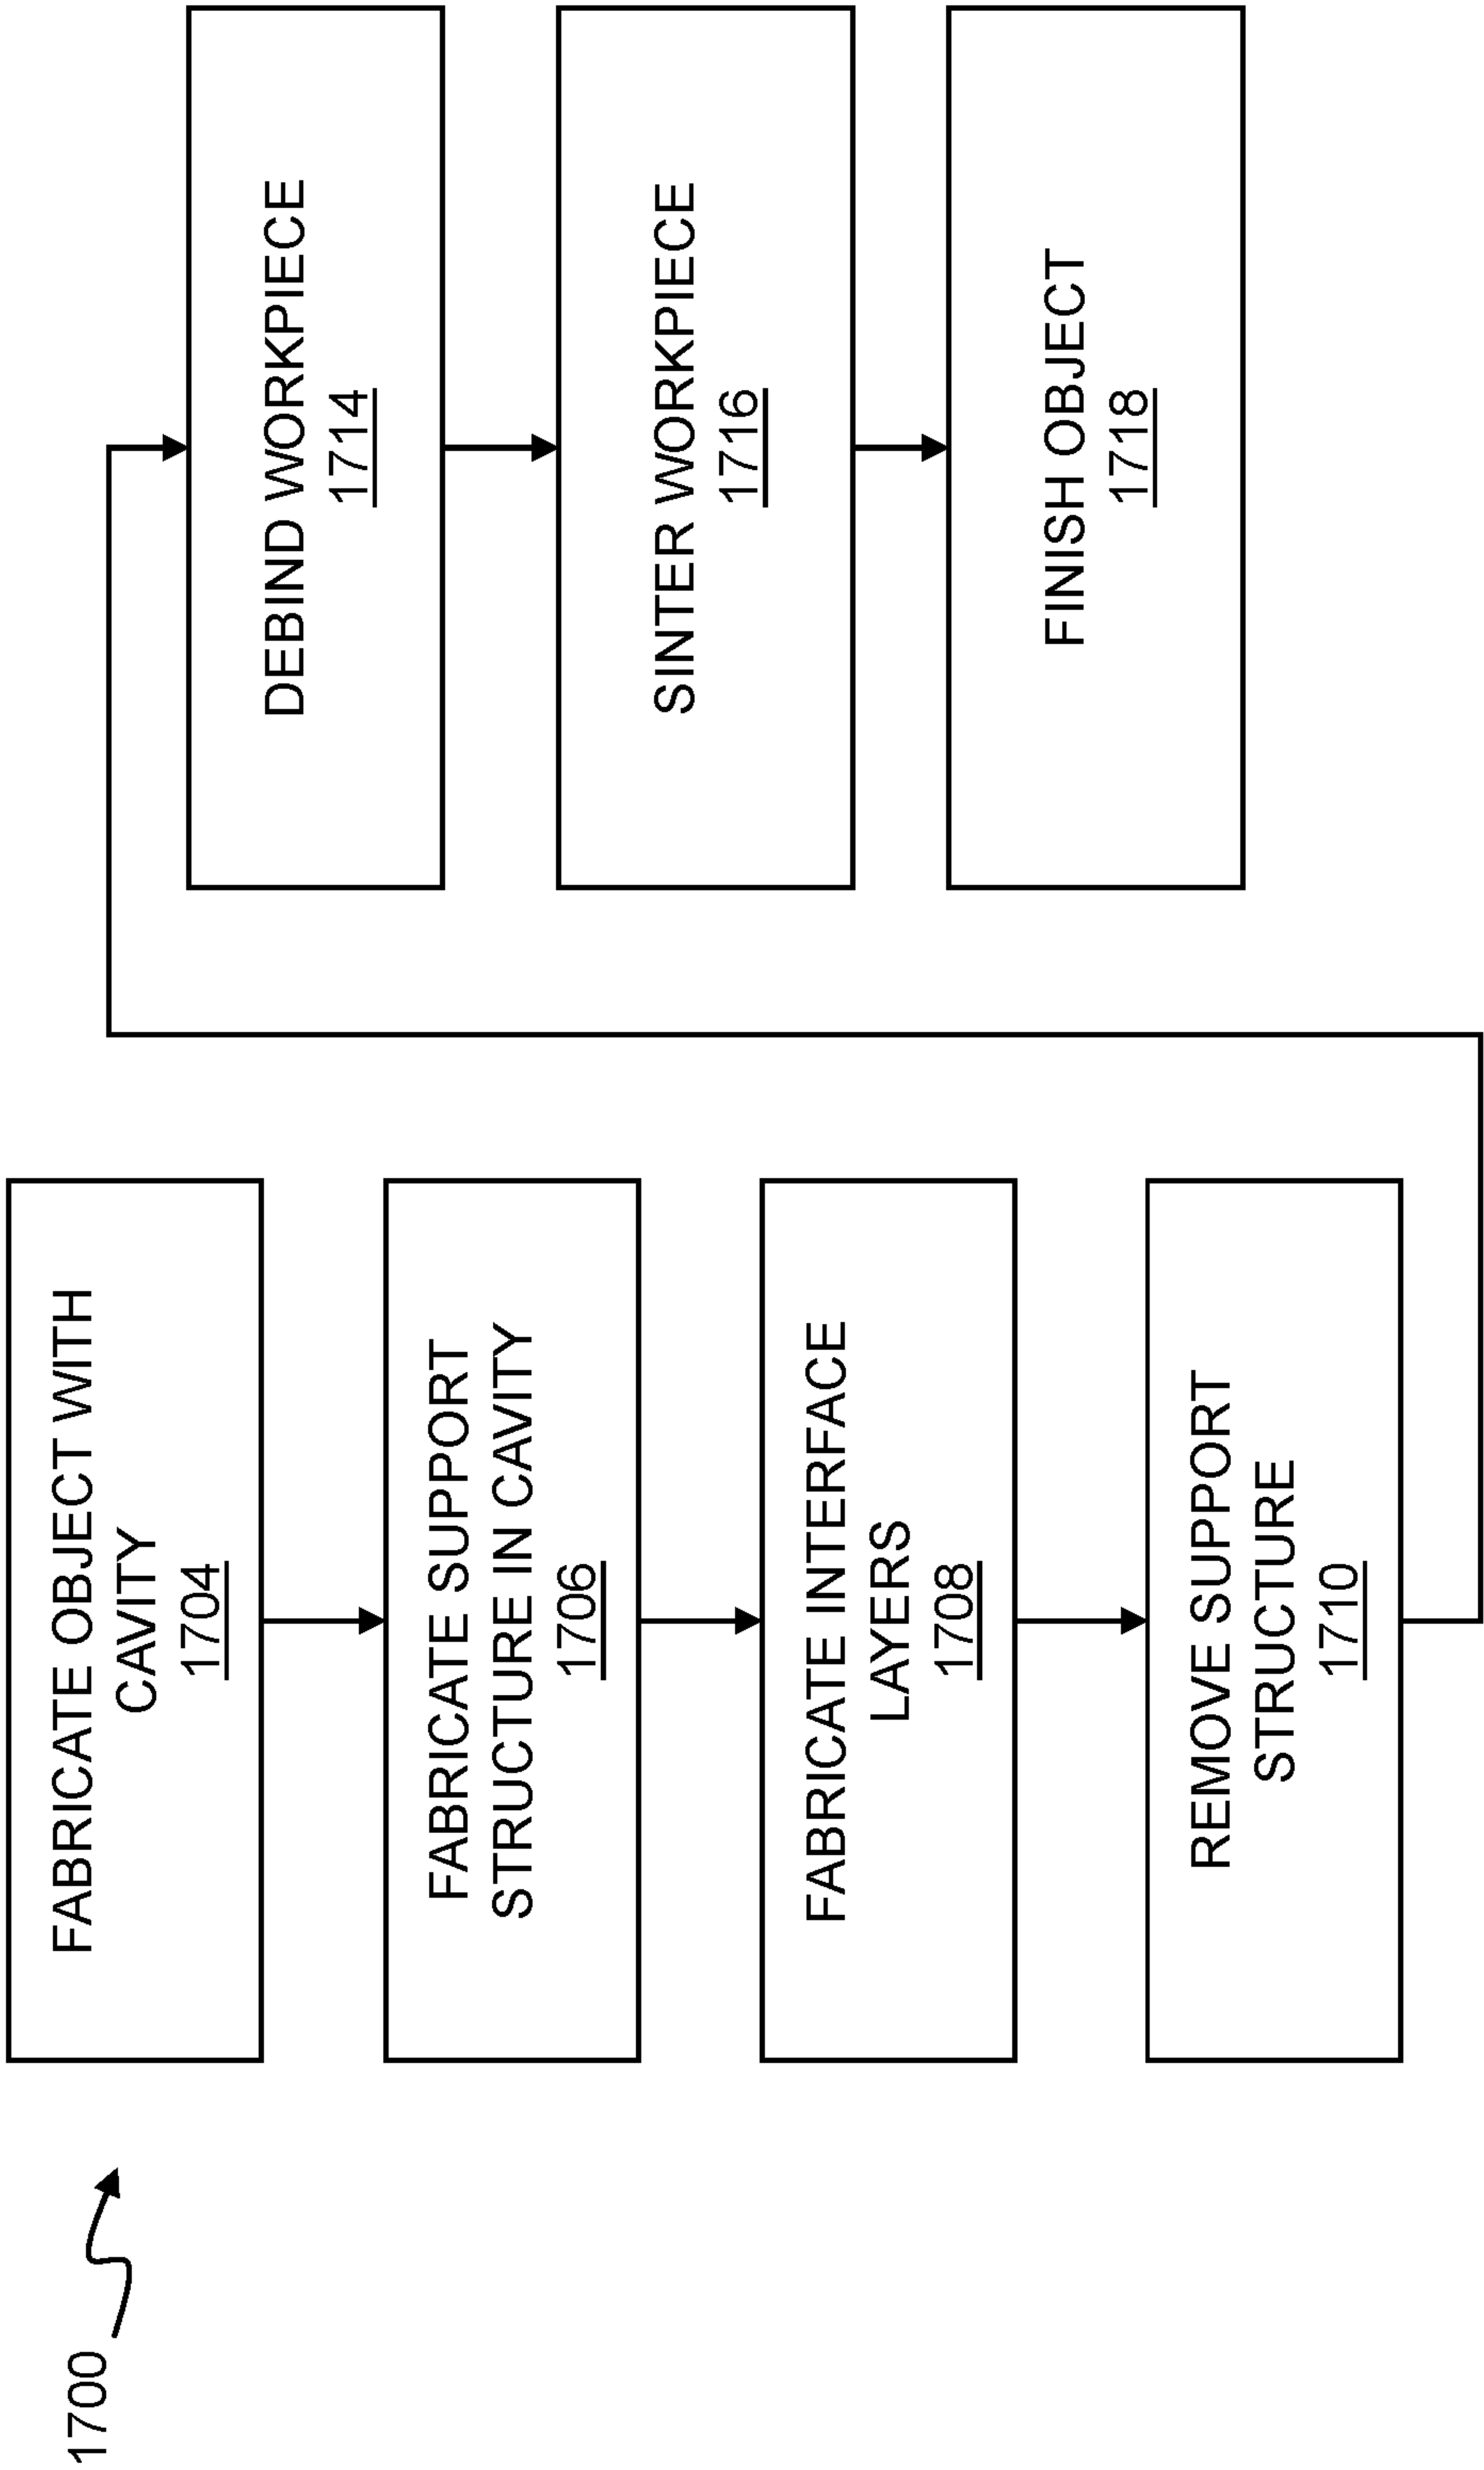 1700
FABRICATE OBJECT WITH
CAVITY
1704
FABRICATE SUPPORT
STRUCTURE IN CAVITY
1706
FABRICATE INTERFACE
LAYERS
1708
REMOVE SUPPORT
STRUCTURE
1710
DEBIND WORKPIECE
1714
SINTER WORKPIECE
1716
FINISH OBJECT
1718